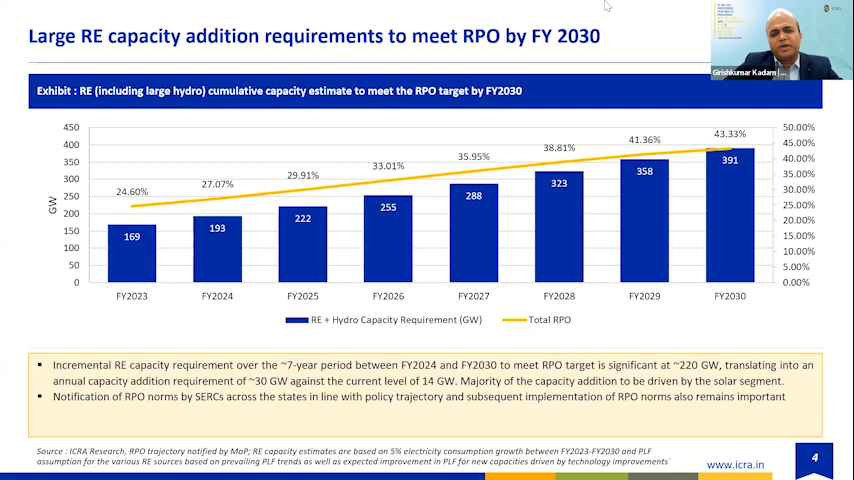 Large RE capacity addition requirements to meet RPO by FY 2030
ICRA
Girishkumar Kadam | ...
Exhibit : RE (including large hydro) cumulative capacity estimate to meet the RPO target by FY2030
450
400
350
300
250
200
150
100
50
0
GW
50.00%
45.00%
40.00%
35.00%
30.00%
25.00%
20.00%
15.00%
10.00%
5.00%
0.00%
24.60%
27.07%
29.91%
33.01%
35.95%
38.81%
41.36%
43.33%
169
193
222
255
288
323
358
391
FY2023 FY2024 FY2025 FY2026 FY2027 FY2028 FY2029 FY2030
RE + Hydro Capacity Requirement (GW) Total RPO
▪ Incremental RE capacity requirement over the ~7-year period between FY2024 and FY2030 to meet RPO target is significant at ~220 GW, translating into an
annual capacity addition requirement of ~30 GW against the current level of 14 GW. Majority of the capacity addition to be driven by the solar segment.
▪ Notification of RPO norms by SERCs across the states in line with policy trajectory and subsequent implementation of RPO norms also remains important
Source : ICRA Research, RPO trajectory notified by MoP; RE capacity estimates are based on 5% electricity consumption growth between FY2023-FY2030 and PLF
assumption for the various RE sources based on prevailing PLF trends as well as expected improvement in PLF for new capacities driven by technology improvements`
www.icra.in
4